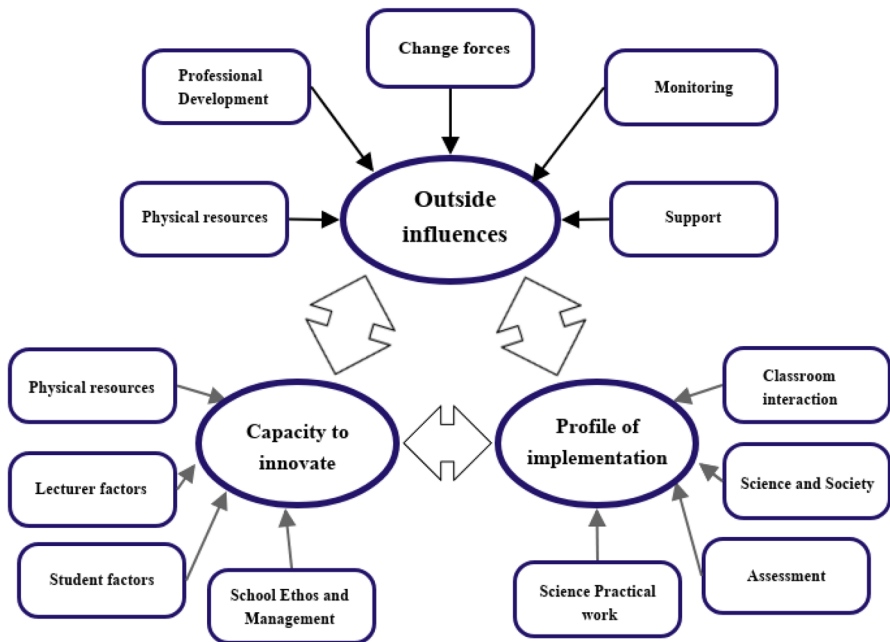 Change forces
Professional
Development
Monitoring
Physical resources
Outside
influences
Support
Physical resources
Capacity to
innovate
Lecturer factors
Student factors
School Ethos and
Management
Profile of
implementation
Classroom
interaction
Science and Society
Assessment
Science Practical
work